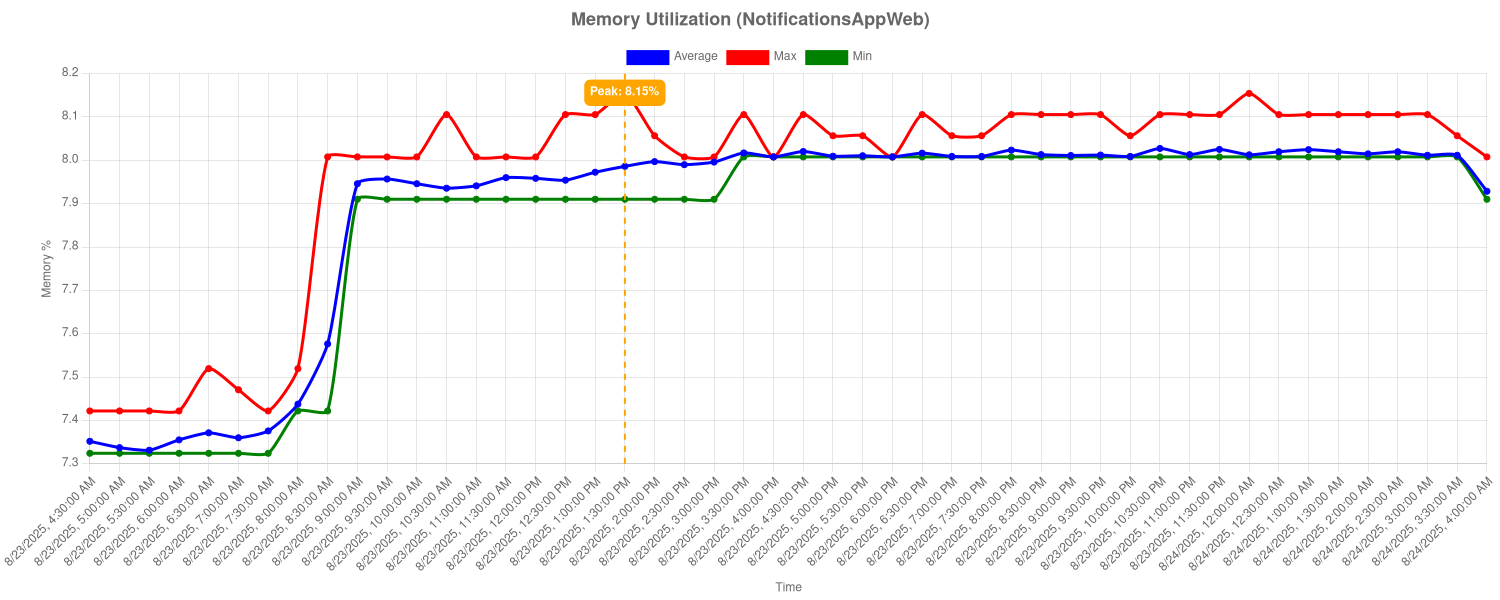 Memory Utilization (NotificationsAppWeb)
Average Max Min
Peak: 8.15%
Memory %
8.2
8.1
8.0
7.9
7.8
7.7
7.6
7.5
7.4
7.3
8/23/2025, 4:30:00 AM
8/23/2025, 5:00:00 AM
8/23/2025, 5:30:00 AM
8/23/2025, 6:00:00 AM
8/23/2025, 6:30:00 AM
8/23/2025, 7:00:00 AM
8/23/2025, 7:30:00 AM
8/23/2025, 8:00:00 AM
8/23/2025, 8:30:00 AM
8/23/2025, 9:00:00 AM
8/23/2025, 9:30:00 AM
8/23/2025, 10:00:00 AM
8/23/2025, 10:30:00 AM
8/23/2025, 11:00:00 AM
8/23/2025, 11:30:00 AM
8/23/2025, 12:00:00 PM
8/23/2025, 12:30:00 PM
8/23/2025, 1:00:00 PM
8/23/2025, 1:30:00 PM
8/23/2025, 2:00:00 PM
8/23/2025, 2:30:00 PM
8/23/2025, 3:00:00 PM
8/23/2025, 3:30:00 PM
8/23/2025, 4:00:00 PM
8/23/2025, 4:30:00 PM
8/23/2025, 5:00:00 PM
8/23/2025, 5:30:00 PM
8/23/2025, 6:00:00 PM
8/23/2025, 6:30:00 PM
8/23/2025, 7:00:00 PM
8/23/2025, 7:30:00 PM
8/23/2025, 8:00:00 PM
8/23/2025, 8:30:00 PM
8/23/2025, 9:00:00 PM
8/23/2025, 9:30:00 PM
8/23/2025, 10:00:00 PM
8/23/2025, 10:30:00 PM
8/23/2025, 11:00:00 PM
8/23/2025, 11:30:00 PM
8/24/2025, 12:00:00 AM
8/24/2025, 12:30:00 AM
8/24/2025, 1:00:00 AM
8/24/2025, 1:30:00 AM
8/24/2025, 2:00:00 AM
8/24/2025, 2:30:00 AM
8/24/2025, 3:00:00 AM
8/24/2025, 3:30:00 AM
8/24/2025, 4:00:00 AM
Time